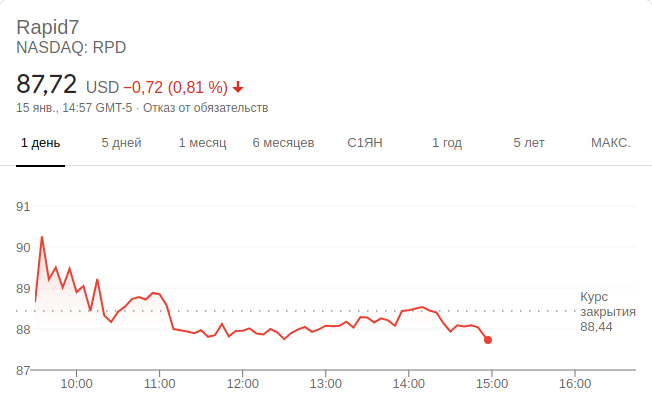 Rapid7
NASDAQ: RPD
87,72 USD −0,72 (0,81 %)
15 янв., 14:57 GMT-5 · Отказ от обязательств
1 день 5 дней 1 месяц 6 месяцев С1ЯН 1 год 5 лет МАКС.
91
90
89
88
87
Курс
закрытия
88,44
10:00 11:00 12:00 13:00 14:00 15:00 16:00